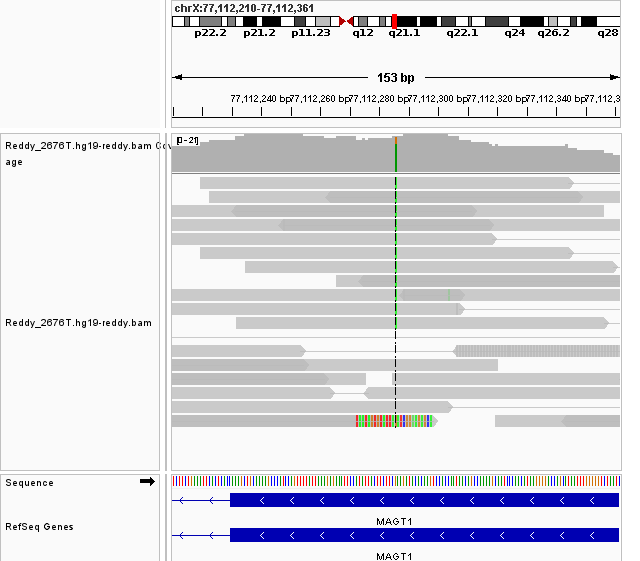 chrX:77,112,210-77,112,361
p22.2 p21.2 p11.23 q12 q21.1 q22.1 q24 q26.2 q28
153 bp
77,112,240 bp 77,112,260 bp 77,112,280 bp 77,112,300 bp 77,112,320 bp 77,112,340 bp 77,112,3
Reddy_2676T.hg19-reddy.bam Cov
age
[0-21]
Reddy_2676T.hg19-reddy.bam
Sequence
MAGT1
RefSeq Genes
MAGT1